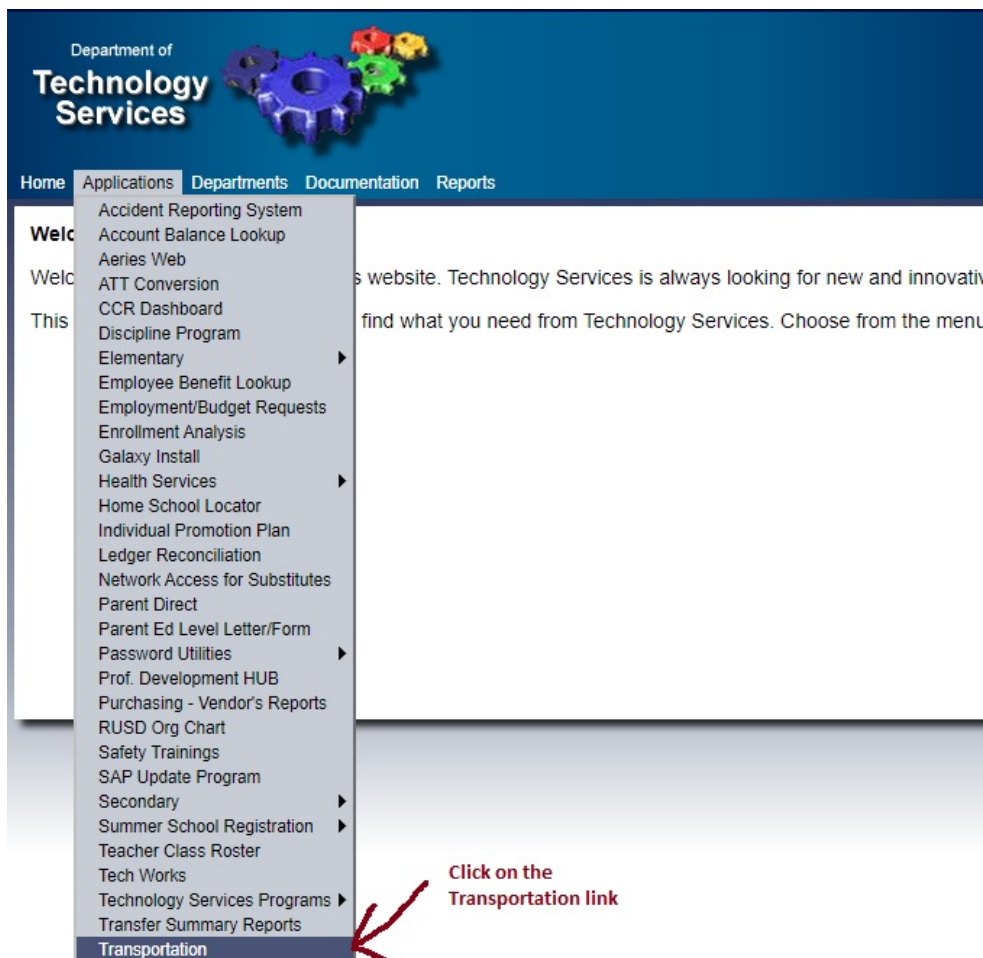 Department of
Technology
Services
Home Applications Departments Documentation Reports
Accident Reporting System
Account Balance Lookup
Aeries Web
s website. Technology Services is always looking for new and innovativ
ATT Conversion
CCR Dashboard
This find what you need from Technology Services. Choose from the menu
Discipline Program
Elementary
Employee Benefit Lookup
Employment/Budget Requests
Enrollment Analysis
Galaxy Install
Health Services
Home School Locator
Individual Promotion Plan
Ledger Reconciliation
Network Access for Substitutes
Parent Direct
Parent Ed Level Letter/Form
Password Utilities
Prof. Development HUB
Purchasing - Vendor's Reports
RUSD Org Chart
Safety Trainings
SAP Update Program
Secondary
Summer School Registration
Teacher Class Roster
Tech Works
Technology Services Programs
Transfer Summary Reports
Transportation
Click on the
Transportation link